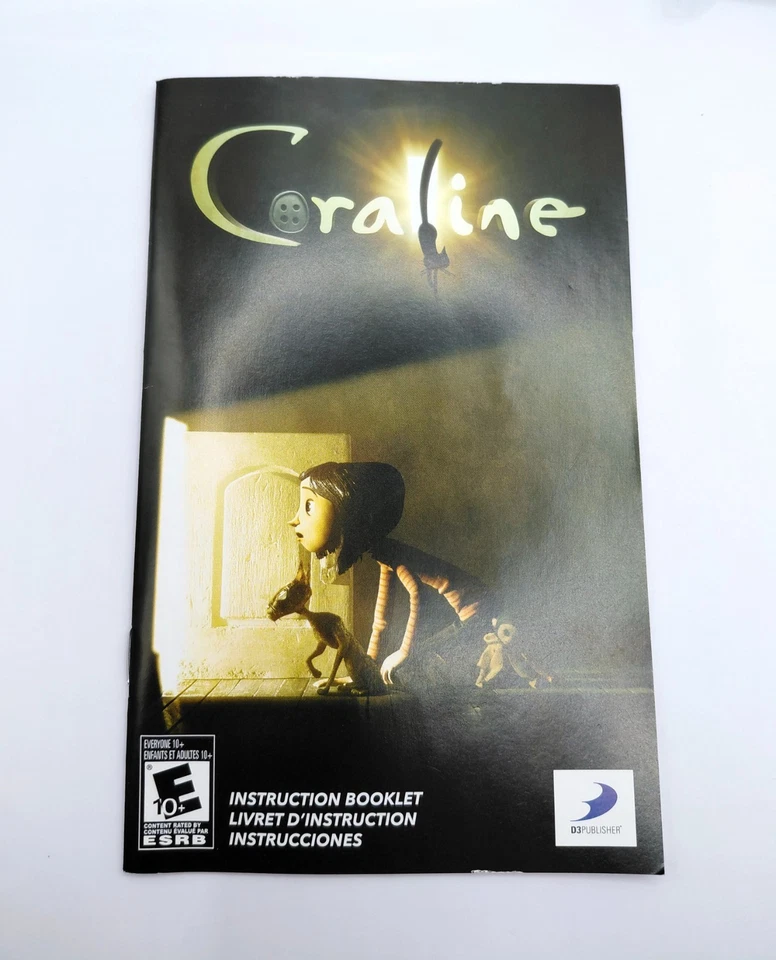 Coraline
EVERYONE 10+
ENFANTS ET ADULTES 10+
®
E
10+
CONTENT RATED BY
CONTENU ÉVALUÉ PAR
ESRB
INSTRUCTION BOOKLET
LIVRET D'INSTRUCTION
INSTRUCCIONES
D3PUBLISHER®